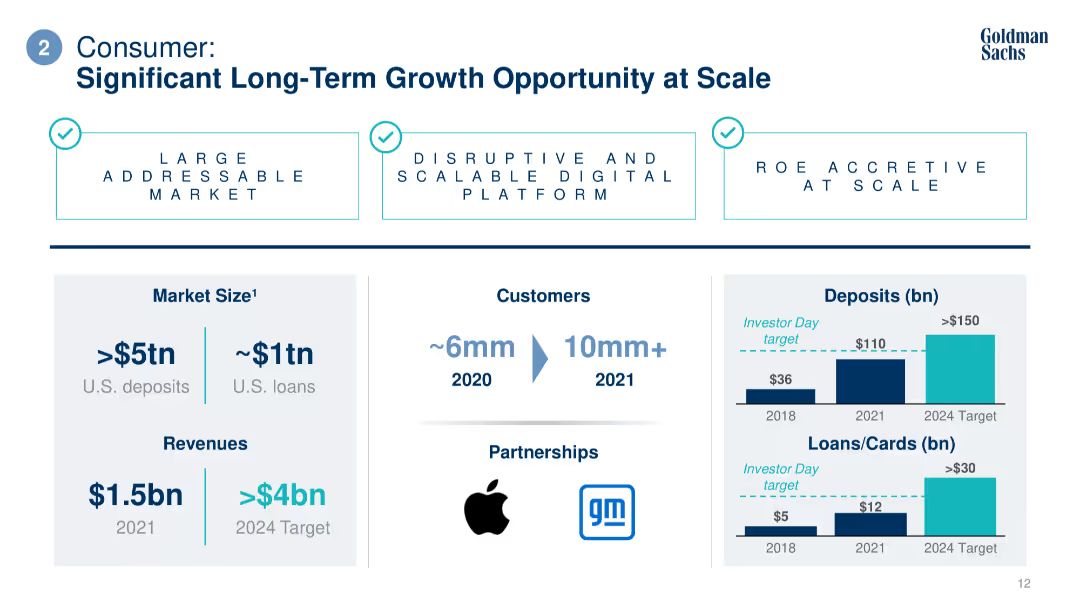 2
Consumer:
Significant Long-Term Growth Opportunity at Scale
Goldman
Sachs
LARGE
ADDRESSABLE
MARKET
DISRUPTIVE AND
SCALABLE DIGITAL
PLATFORM
ROE ACCRETIVE
AT SCALE
Market Size¹
>$5tn
U.S. deposits
~$1tn
U.S. loans
Revenues
$1.5bn
2021
>$4bn
2024 Target
Customers
~6mm
2020
10mm+
2021
Partnerships
gm
Deposits (bn)
Investor Day
target
$36
$110
>$150
2018
2021
2024 Target
Loans/Cards (bn)
Investor Day
target
$5
$12
>$30
2018
2021
2024 Target
12